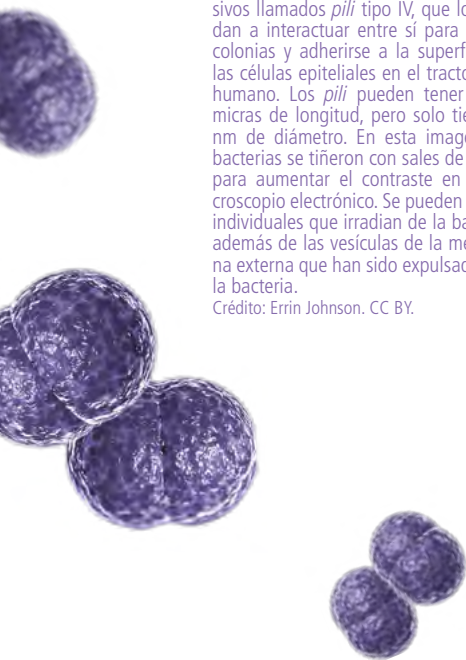 sivos llamados pili tipo IV, que lo
dan a interactuar entre sí para
colonias y adherirse a la superf
las células epiteliales en el tracto
humano. Los pili pueden tener
micras de longitud, pero solo tie
nm de diámetro. En esta image
bacterias se tiñeron con sales de
para aumentar el contraste en
croscopio electrónico. Se pueden
individuales que irradian de la ba
además de las vesículas de la me
na externa que han sido expulsad
la bacteria.
Crédito: Errin Johnson. CC BY.